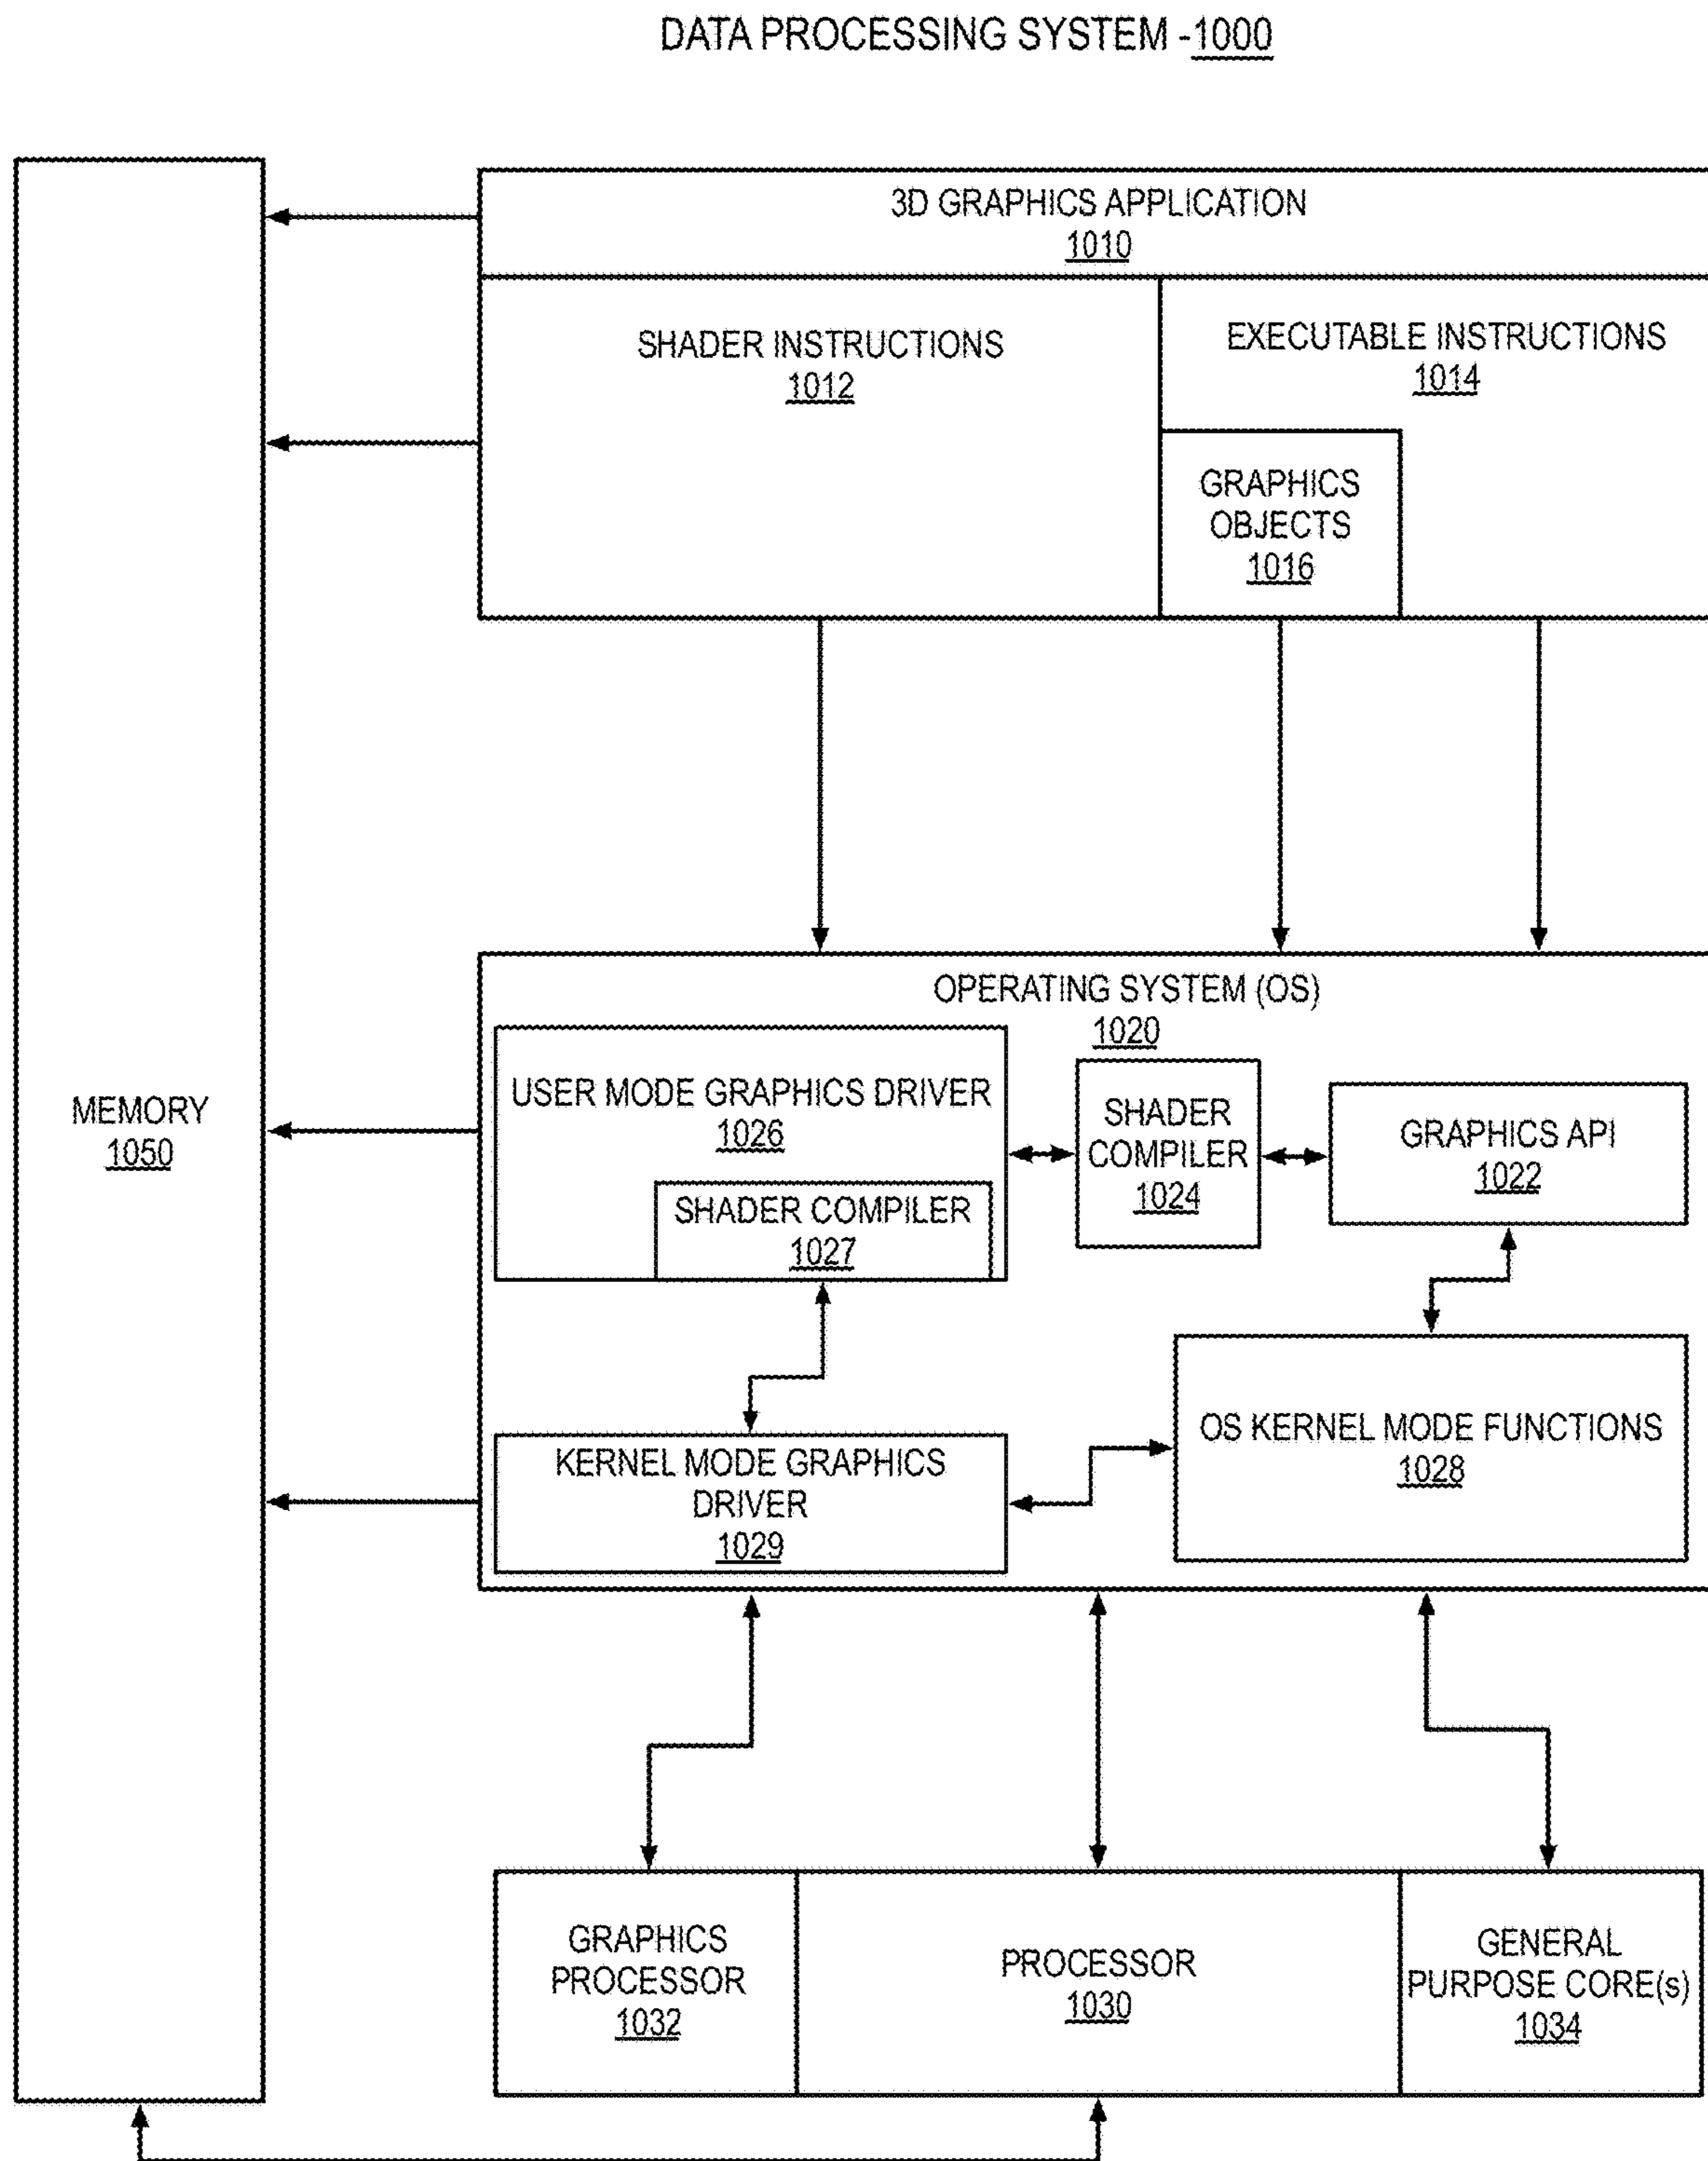 DATA PROCESSING SYSTEM -1000
3D GRAPHICS APPLICATION
1010
SHADER INSTRUCTIONS
1012
EXECUTABLE INSTRUCTIONS
1014
GRAPHICS
OBJECTS
1016
MEMORY
1050
OPERATING SYSTEM (OS)
1020
USER MODE GRAPHICS DRIVER
1026
SHADER COMPILER
1027
SHADER
COMPILER
1024
GRAPHICS API
1022
KERNEL MODE GRAPHICS
DRIVER
1029
OS KERNEL MODE FUNCTIONS
1028
GRAPHICS
PROCESSOR
1032
PROCESSOR
1030
GENERAL
PURPOSE CORE(s)
1034